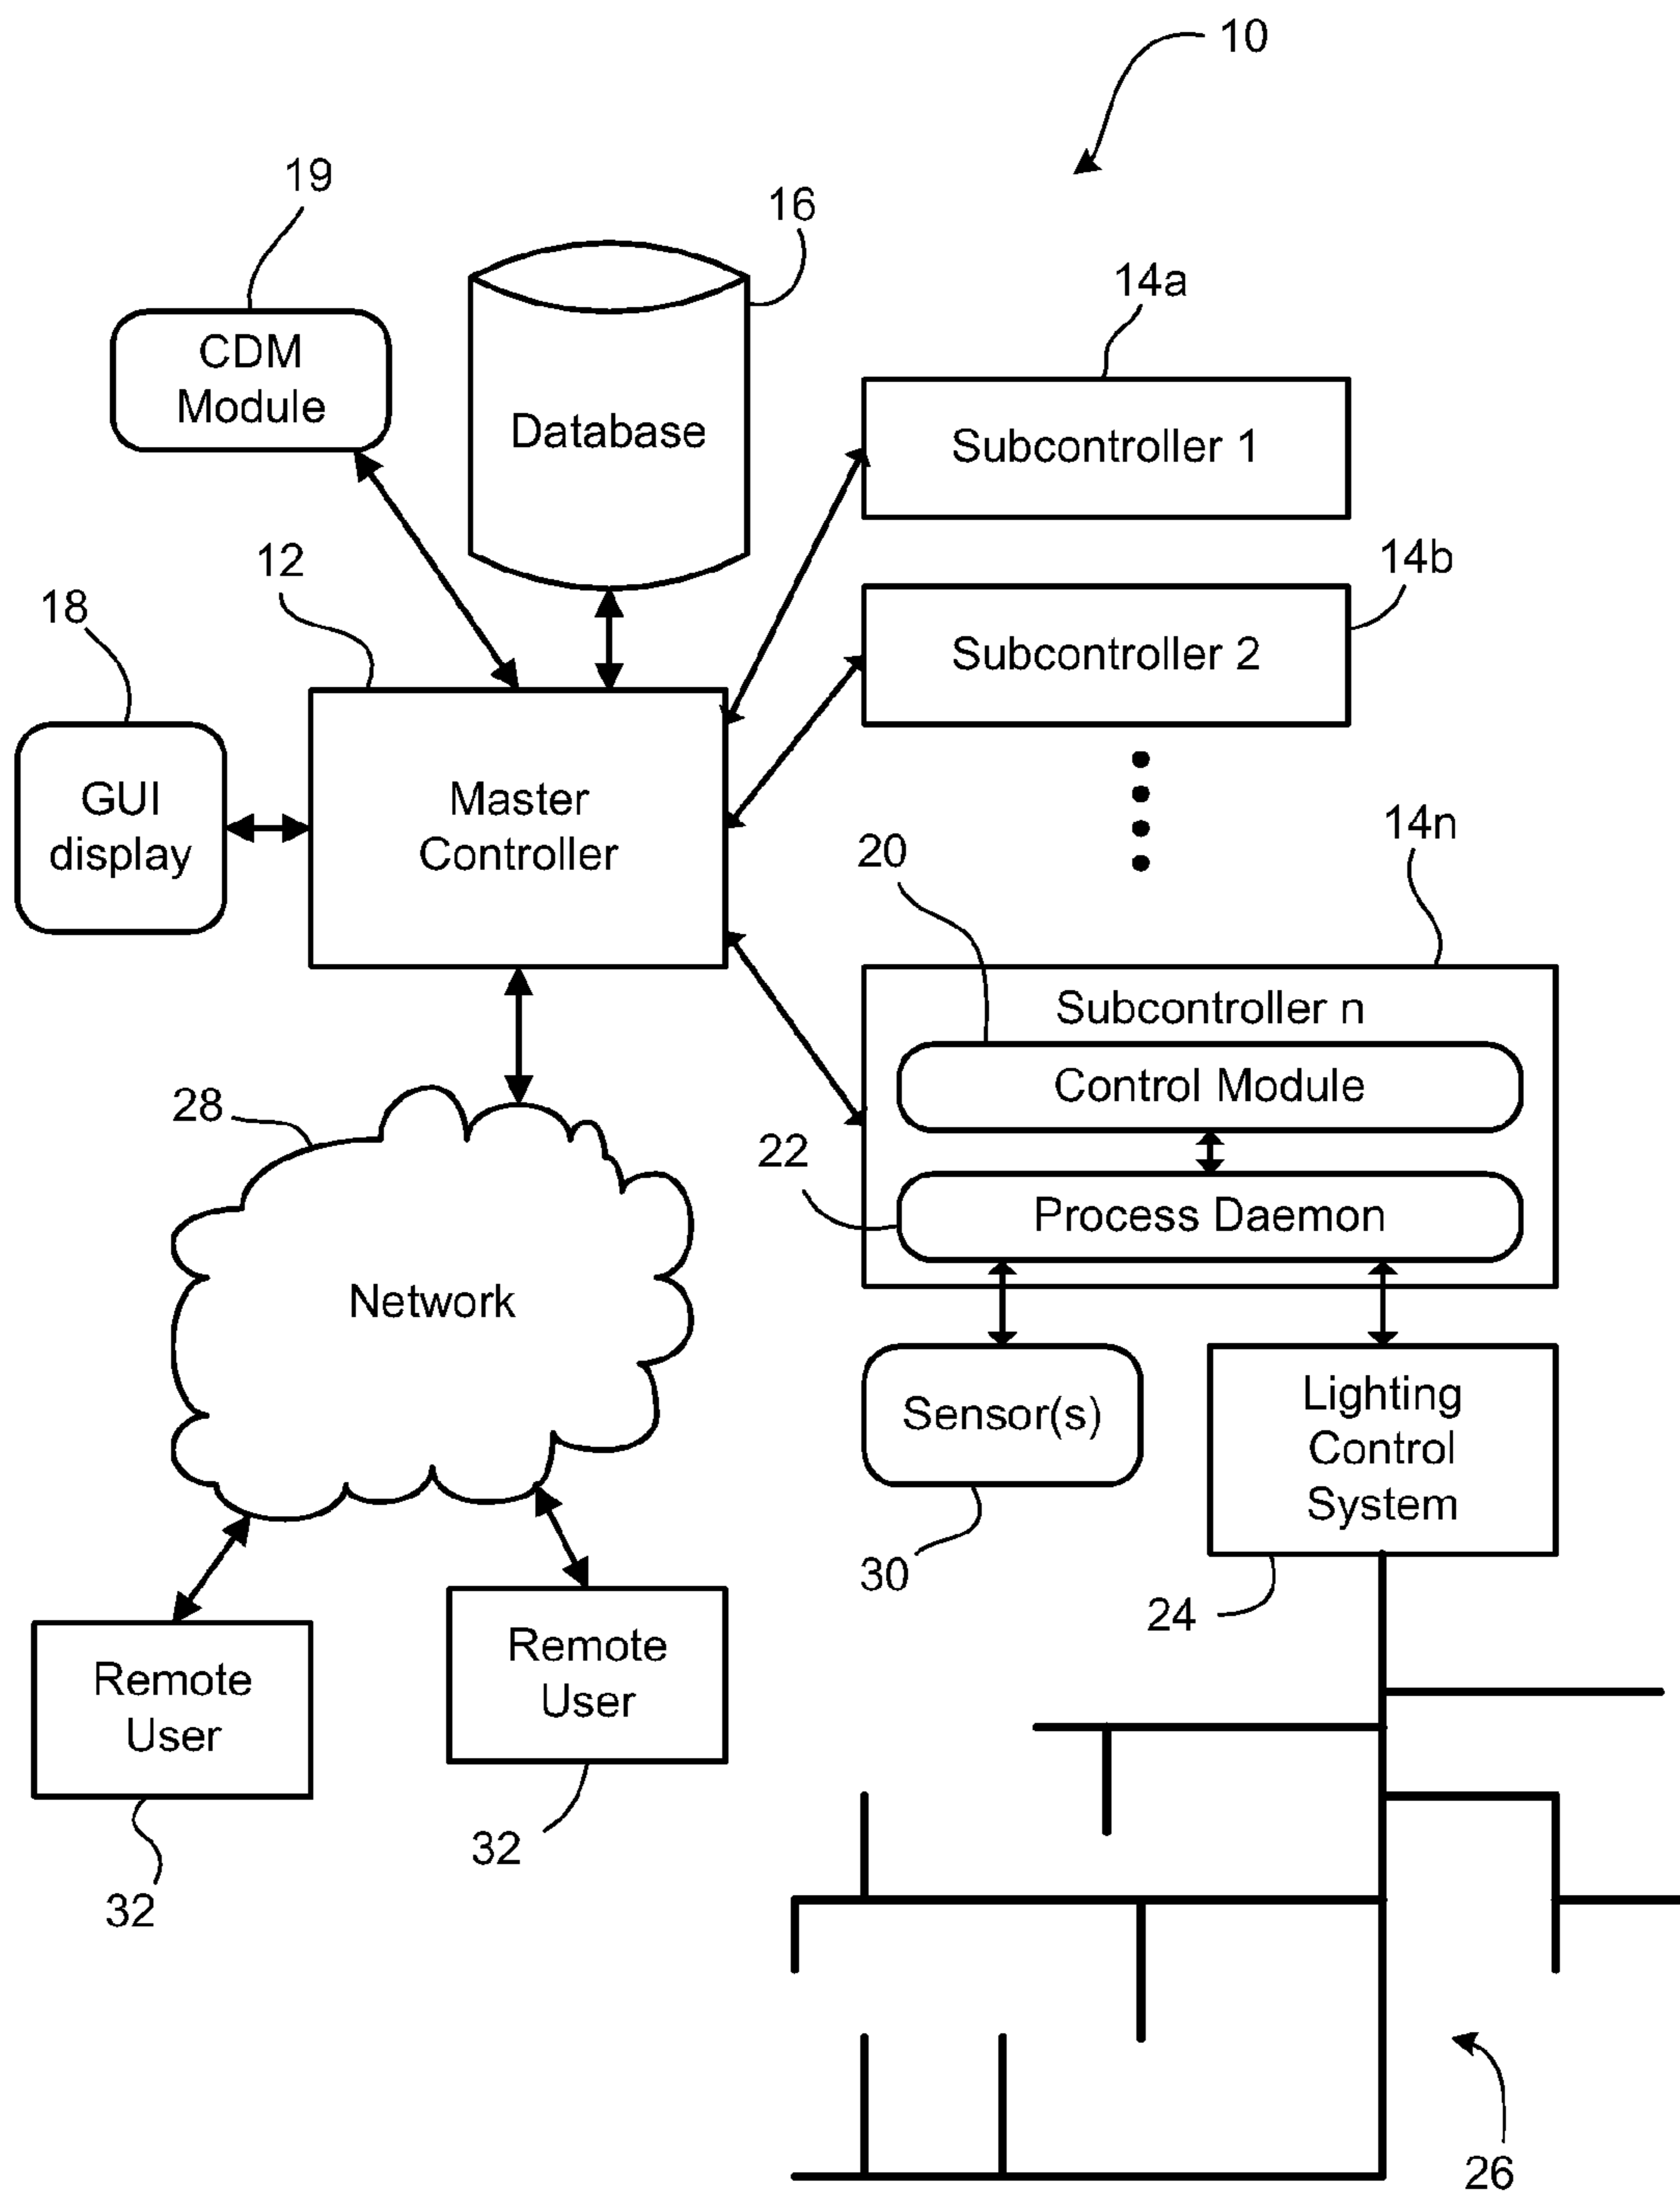 10
19
16
14a
CDM
Module
Database
Subcontroller 1
12
14b
18
Subcontroller 2
GUI
display
Master
Controller
14n
20
Subcontroller n
Control Module
28
22
Process Daemon
Network
Sensor(s)
Lighting
Control
System
30
24
Remote
User
Remote
User
32
32
26